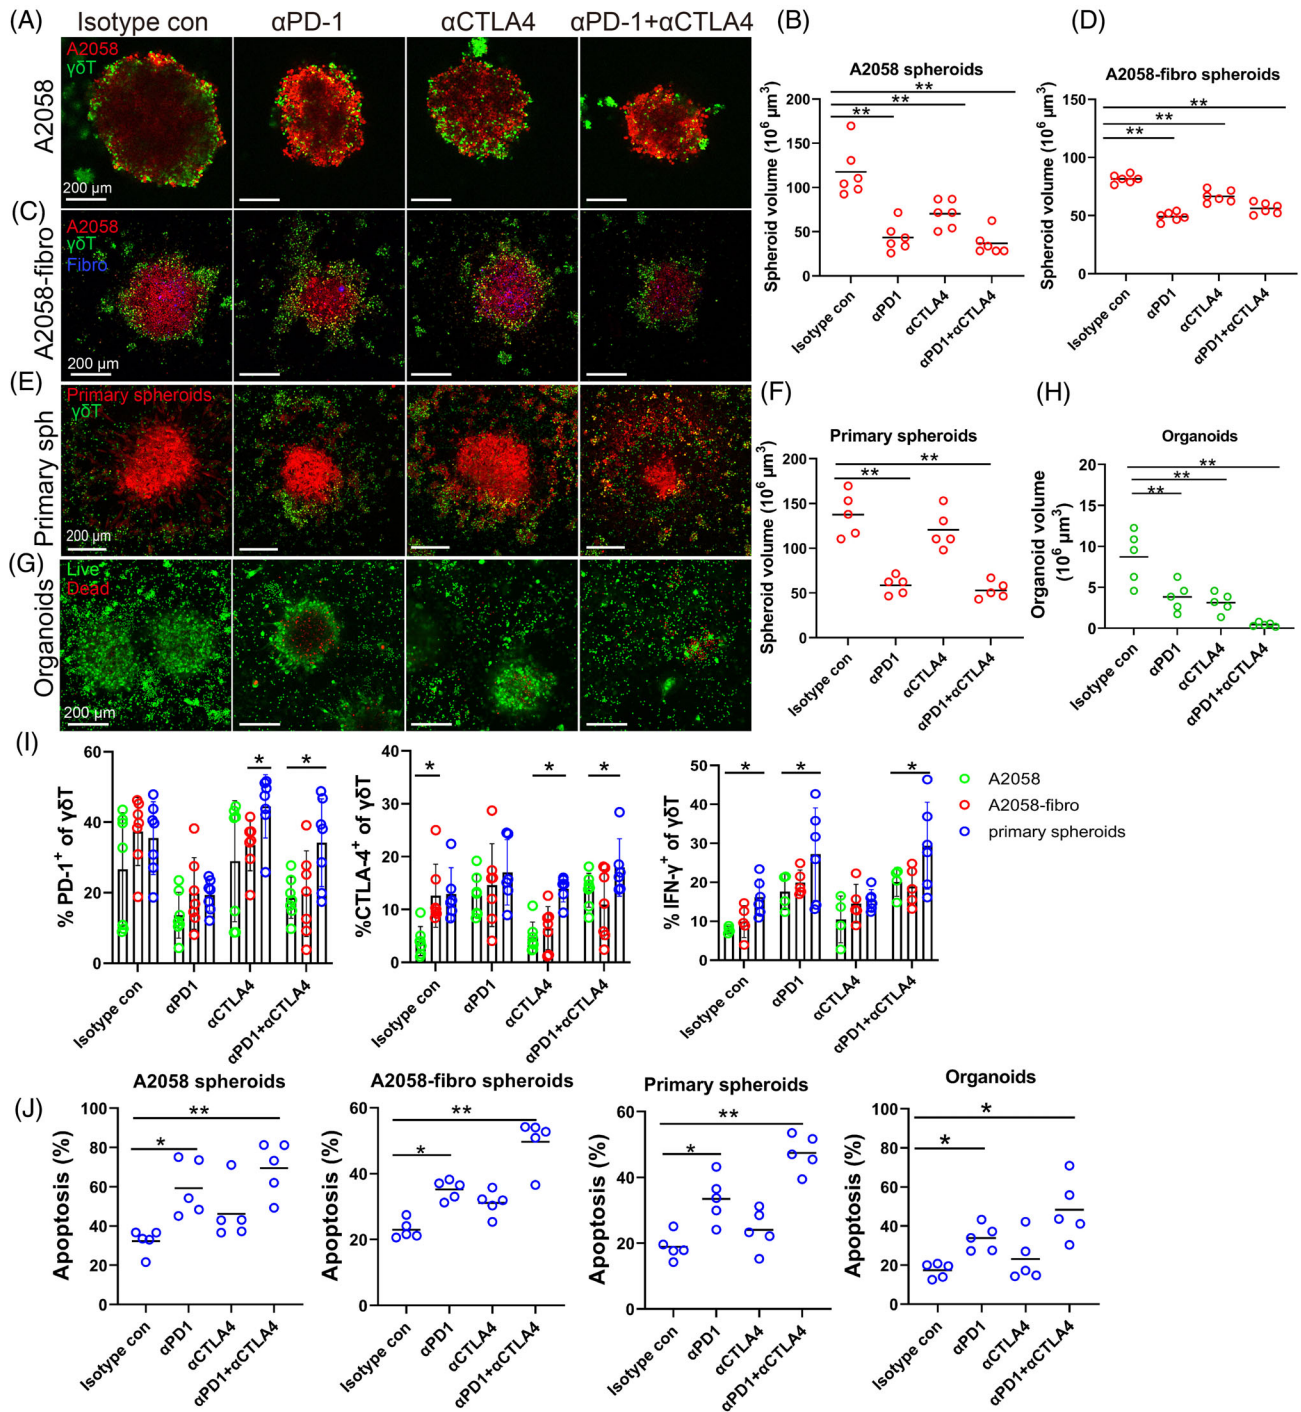 (A) Isotype con αPD-1 αCTLA4 αPD-1+αCTLA4
A2058
A2058
γδT
200 µm
(C)
A2058-fibro
A2058
γδT
Fibro
200 µm
(E)
Primary sph
Primary spheroids
γδT
200 µm
(G)
Organoids
Live
Dead
200 µm
(B)
A2058 spheroids
Spheroid volume (10⁶ µm³)
200
150
100
50
0
**
**
**
Isotype con
αPD1
αCTLA4
αPD1+αCTLA4
(D)
A2058-fibro spheroids
Spheroid volume (10⁶ µm³)
150
100
50
0
**
**
**
Isotype con
αPD1
αCTLA4
αPD1+αCTLA4
(F)
Primary spheroids
Spheroid volume (10⁶ µm³)
200
150
100
50
0
**
**
Isotype con
αPD1
αCTLA4
αPD1+αCTLA4
(H)
Organoids
Organoid volume
(10⁶ µm³)
20
15
10
5
0
**
**
**
Isotype con
αPD1
αCTLA4
αPD1+αCTLA4
(I)
% PD-1⁺ of γδT
60
40
20
0
* *
Isotype con
αPD1
αCTLA4
αPD1+αCTLA4
%CTLA-4⁺ of γδT
40
30
20
10
0
* * *
Isotype con
αPD1
αCTLA4
αPD1+αCTLA4
% IFN-γ⁺ of γδT
50
40
30
20
10
0
* * *
Isotype con
αPD1
αCTLA4
αPD1+αCTLA4
A2058
A2058-fibro
primary spheroids
(J)
A2058 spheroids
Apoptosis (%)
100
80
60
40
20
0
**
*
Isotype con
αPD1
αCTLA4
αPD1+αCTLA4
A2058-fibro spheroids
Apoptosis (%)
60
40
20
0
**
*
Isotype con
αPD1
αCTLA4
αPD1+αCTLA4
Primary spheroids
Apoptosis (%)
60
40
20
0
**
*
Isotype con
αPD1
αCTLA4
αPD1+αCTLA4
Organoids
Apoptosis (%)
100
80
60
40
20
0
*
*
Isotype con
αPD1
αCTLA4
αPD1+αCTLA4